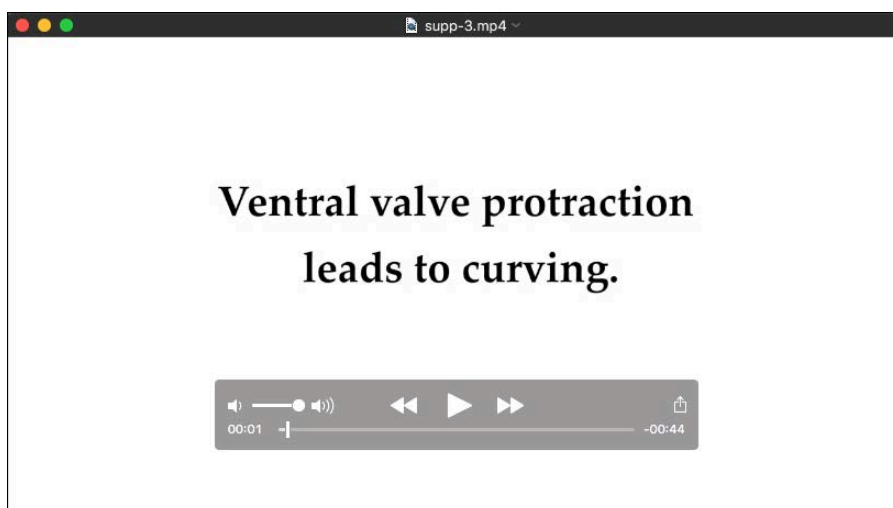 supp-3.mp4
Ventral valve protraction
leads to curving.
00:01
-00:44